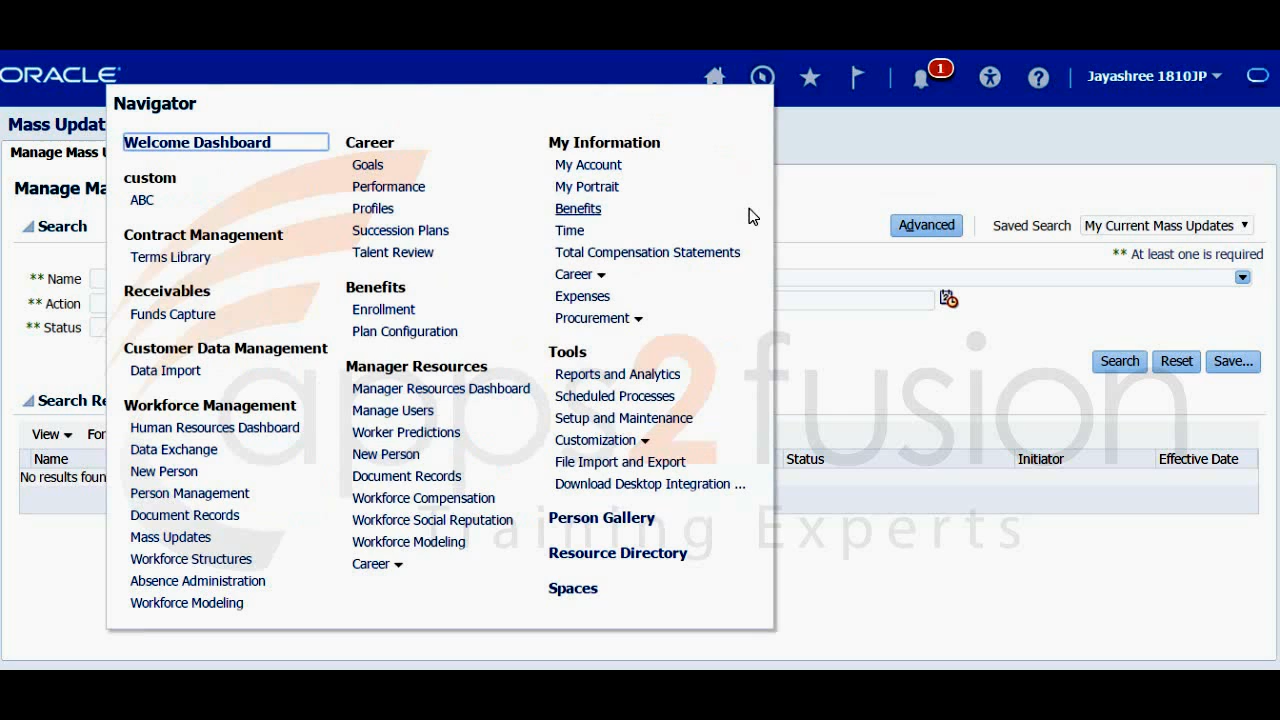 ORACLE
1
Jayashree 1810JP
Mass Updat
Manage Mass U
Manage Ma
Search
** Name
** Action
** Status
Search Re
View
For
Name
No results foun
Navigator
Welcome Dashboard
custom
ABC
Contract Management
Terms Library
Receivables
Funds Capture
Customer Data Management
Data Import
Workforce Management
Human Resources Dashboard
Data Exchange
New Person
Person Management
Document Records
Mass Updates
Workforce Structures
Absence Administration
Workforce Modeling
Career
Goals
Performance
Profiles
Succession Plans
Talent Review
Benefits
Enrollment
Plan Configuration
Manager Resources
Manager Resources Dashboard
Manage Users
Worker Predictions
New Person
Document Records
Workforce Compensation
Workforce Social Reputation
Workforce Modeling
Career
My Information
My Account
My Portrait
Benefits
Time
Total Compensation Statements
Career
Expenses
Procurement
Tools
Reports and Analytics
Scheduled Processes
Setup and Maintenance
Customization
File Import and Export
Download Desktop Integration ...
Person Gallery
Resource Directory
Spaces
Advanced
Saved Search
My Current Mass Updates
** At least one is required
Search
Reset
Save...
Status
Initiator
Effective Date
apps2fusion
Training Experts